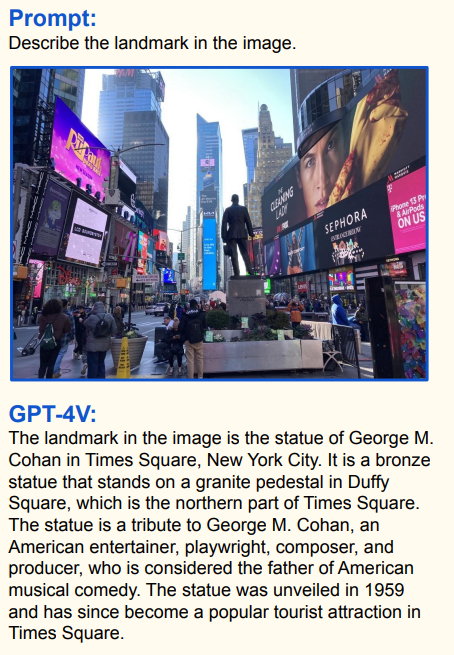 Prompt:
Describe the landmark in the image.
THE
CLEANING
LADY
SEPHORA
iPhone 13 Pr
& AirPods
ON US
GPT-4V:
The landmark in the image is the statue of George M.
Cohan in Times Square, New York City. It is a bronze
statue that stands on a granite pedestal in Duffy
Square, which is the northern part of Times Square.
The statue is a tribute to George M. Cohan, an
American entertainer, playwright, composer, and
producer, who is considered the father of American
musical comedy. The statue was unveiled in 1959
and has since become a popular tourist attraction in
Times Square.